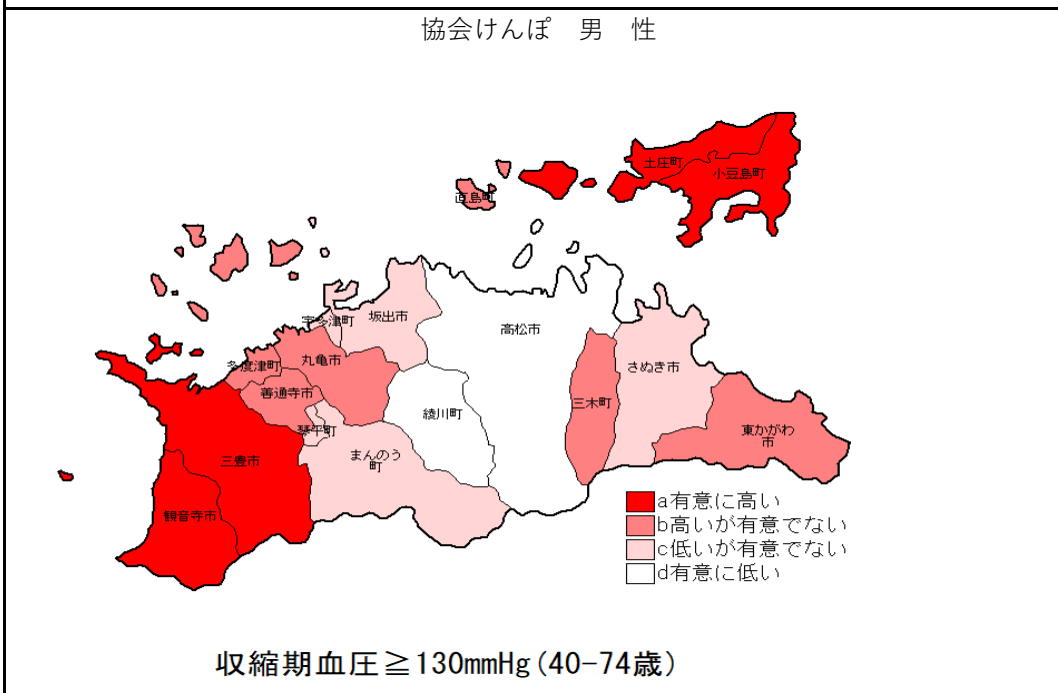 協会けんぽ 男 性
土庄町
小豆島町
直島町
宇多津町
坂出市
高松市
多度津町
丸亀市
さぬき市
善通寺市
三木町
綾川町
琴平町
東かがわ
市
まんのう
町
三豊市
観音寺市
a有意に高い
b高いが有意でない
c低いが有意でない
d有意に低い
収縮期血圧≧130mmHg(40-74歳)